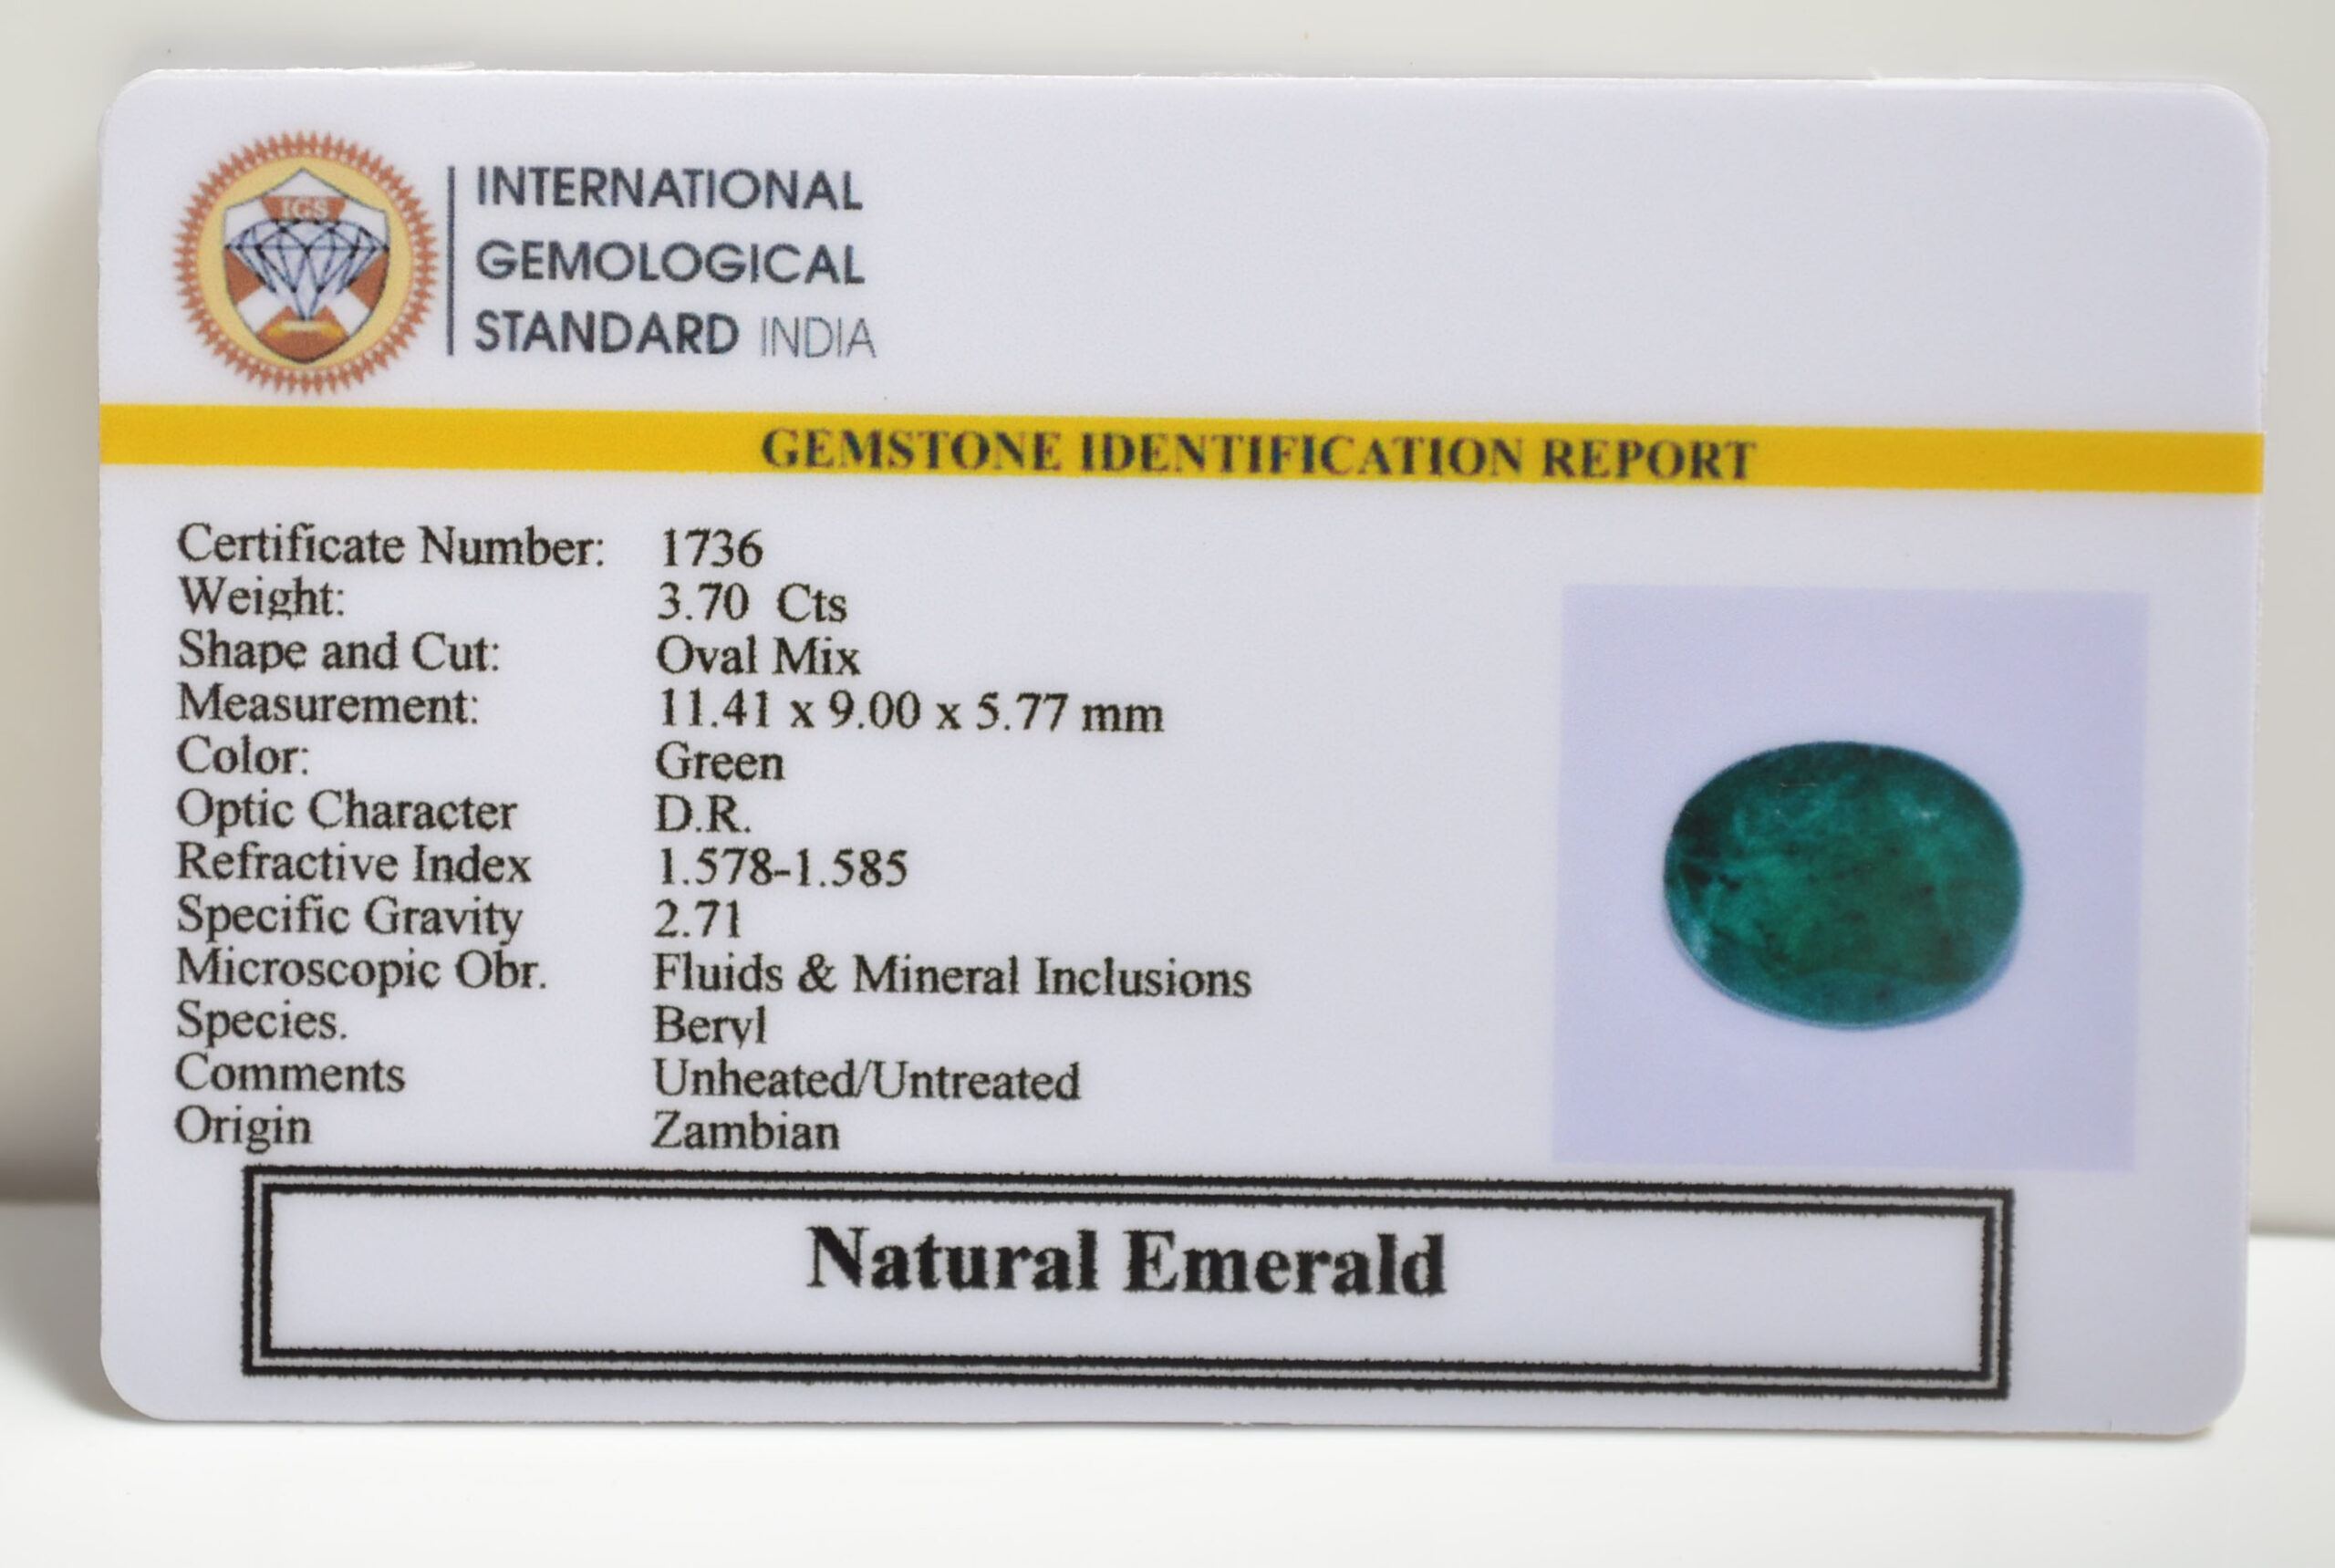 IGS
INTERNATIONAL
GEMOLOGICAL
STANDARD INDIA
GEMSTONE IDENTIFICATION REPORT
Certificate Number: 1736
Weight: 3.70 Cts
Shape and Cut: Oval Mix
Measurement: 11.41 x 9.00 x 5.77 mm
Color: Green
Optic Character D.R.
Refractive Index 1.578-1.585
Specific Gravity 2.71
Microscopic Obr. Fluids & Mineral Inclusions
Species. Beryl
Comments Unheated/Untreated
Origin Zambian
Natural Emerald